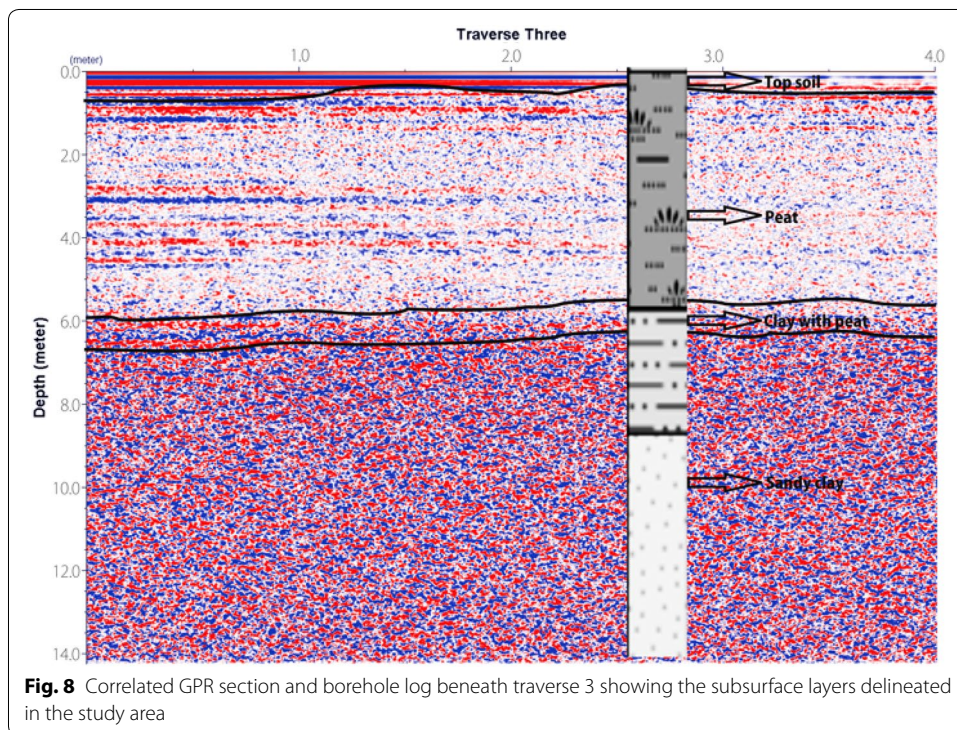 Traverse Three
(meter) 1.0 2.0 3.0 4.0
0.0
Top soil
2.0
Peat
4.0
6.0
Clay with peat
Depth (meter)
8.0
10.0
Sandy clay
12.0
14.0
Fig. 8 Correlated GPR section and borehole log beneath traverse 3 showing the subsurface layers delineated
in the study area